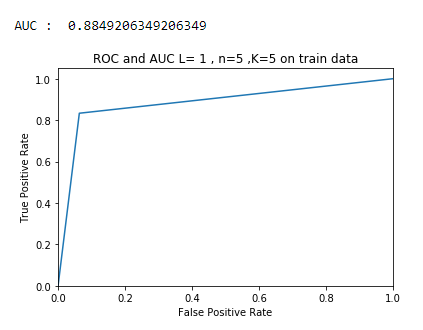 AUC :  0.8849206349206349
ROC and AUC L= 1 , n=5 ,K=5 on train data
1.0
0.8
0.6
0.4
0.2
0.0
True Positive Rate
0.0 0.2 0.4 0.6 0.8 1.0
False Positive Rate